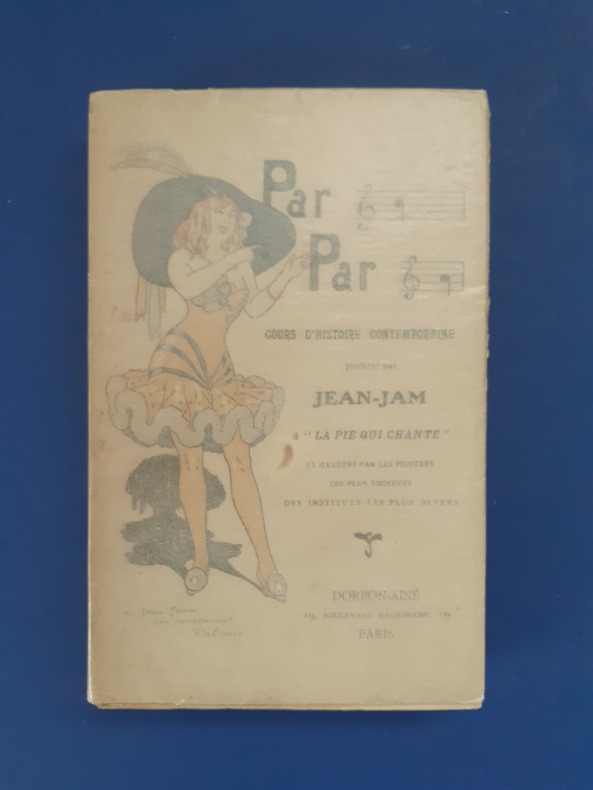 Par
Par
COURS D'HISTOIRE CONTEMPORAINE
professé par
JEAN-JAM
à "LA PIE QUI CHANTE"
ET ILLUSTRÉ PAR LES PEINTRES
LES PLUS ÉMINENTS
DES INSTITUTS LES PLUS DIVERS
DORBON-AINÉ
19, BOULEVARD HAUSSMANN, 19
PARIS